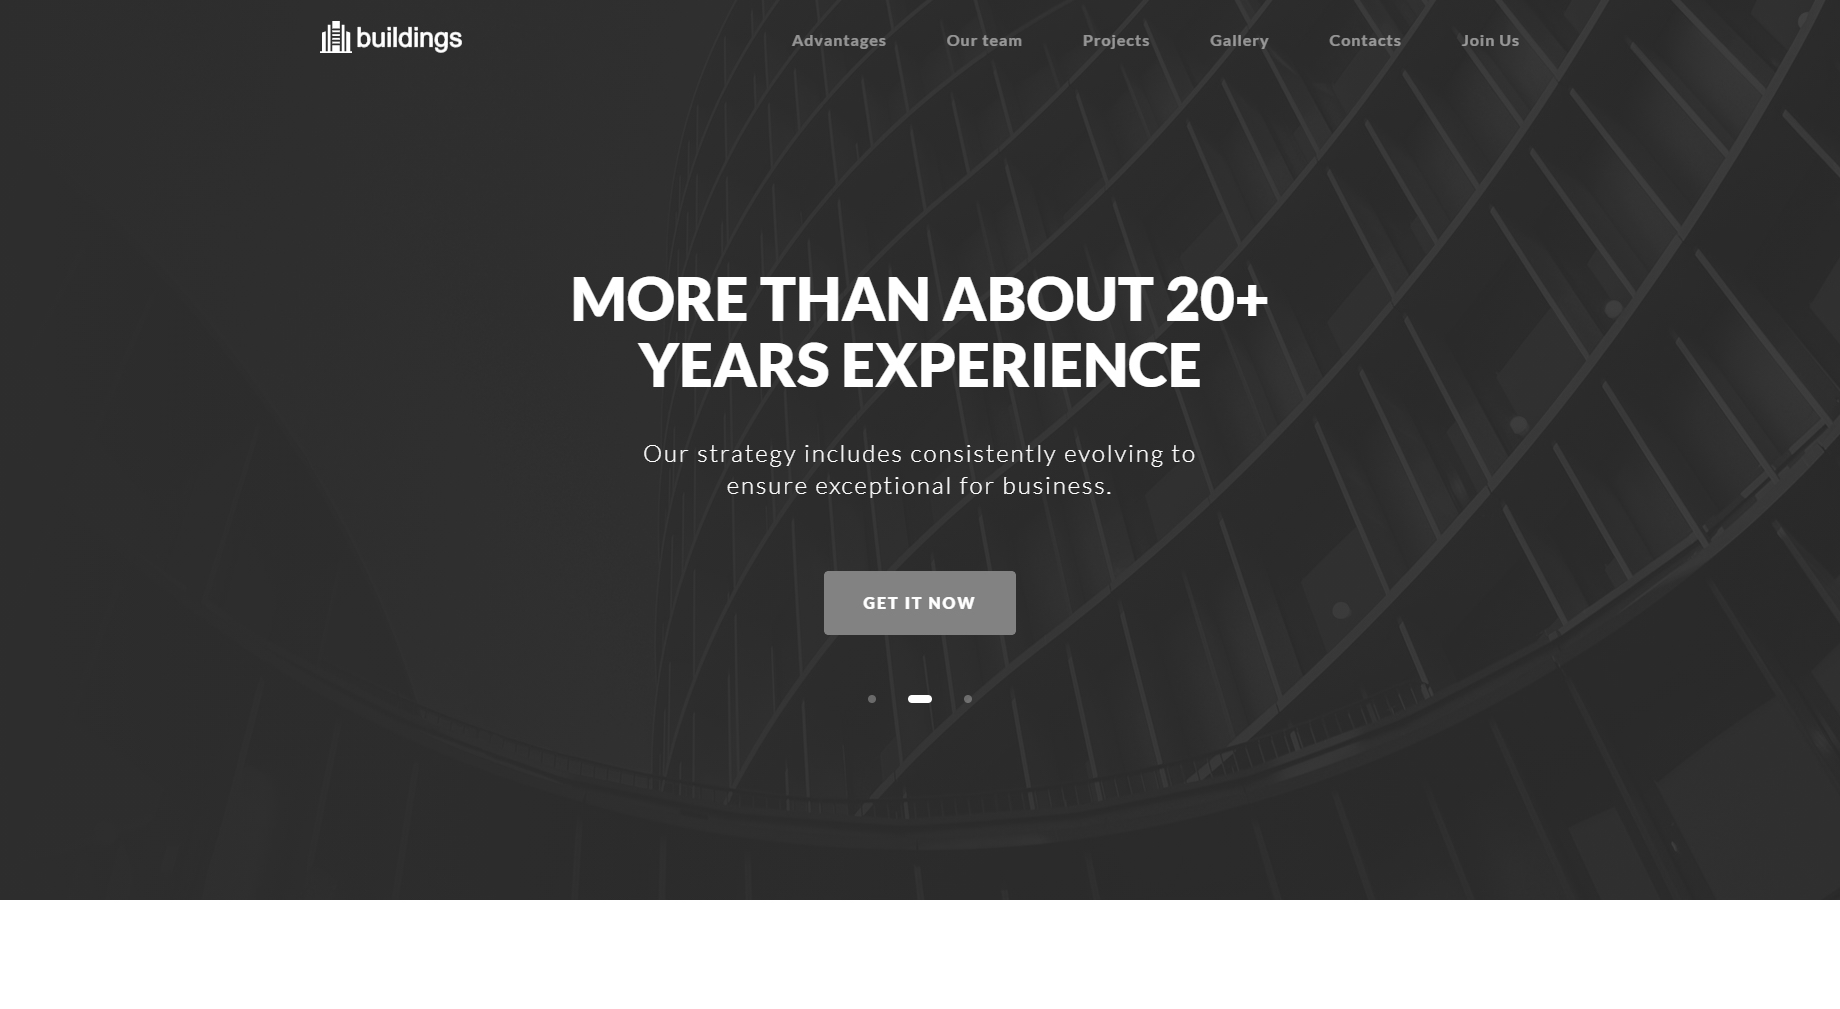 buildings
Advantages Our team Projects Gallery Contacts Join Us
MORE THAN ABOUT 20+
YEARS EXPERIENCE
Our strategy includes consistently evolving to
ensure exceptional for business.
GET IT NOW